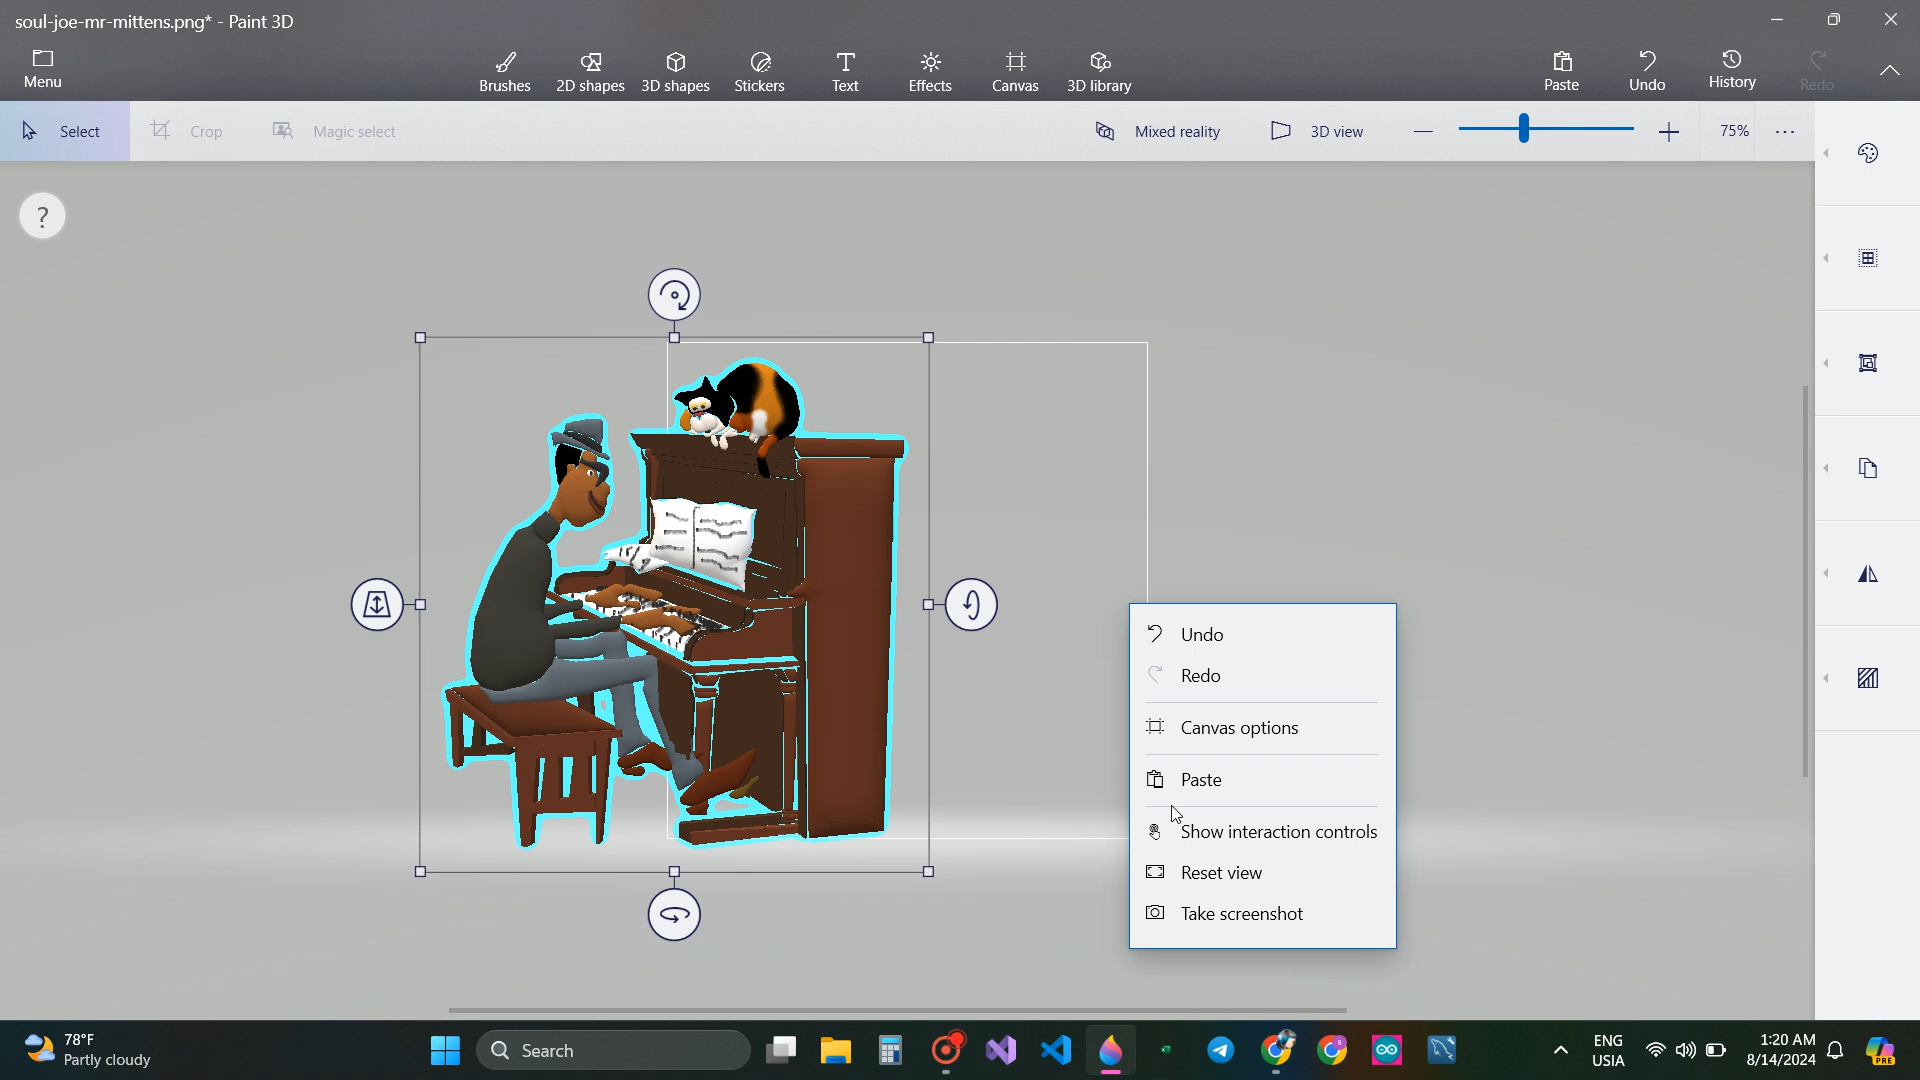 soul-joe-mr-mittens.png* - Paint 3D
Menu
Brushes
2D shapes
3D shapes
Stickers
Text
Effects
Canvas
3D library
Paste
Undo
History
Redo
Select
Crop
Magic select
Mixed reality
3D view
75%
?
Undo
Redo
Canvas options
Paste
Show interaction controls
Reset view
Take screenshot
78°F
Partly cloudy
Search
ENG
USIA
1:20 AM
8/14/2024
PRE